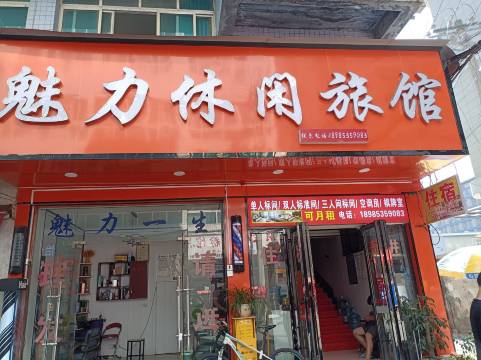 魅力休闲旅馆
联系电话:18985359083
单人标间/双人标准间/三人间标间/空调房/棋牌室
可月租 电话:18985359083
住宿
魅力一生